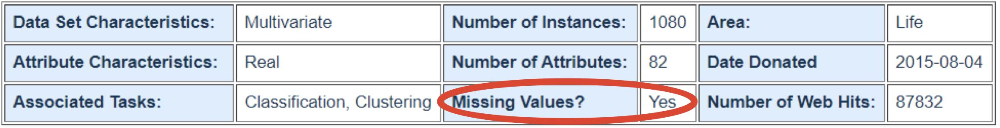 Data Set Characteristics: Multivariate Number of Instances: 1080 Area: Life
Attribute Characteristics: Real Number of Attributes: 82 Date Donated 2015-08-04
Associated Tasks: Classification, Clustering Missing Values? Yes Number of Web Hits: 87832